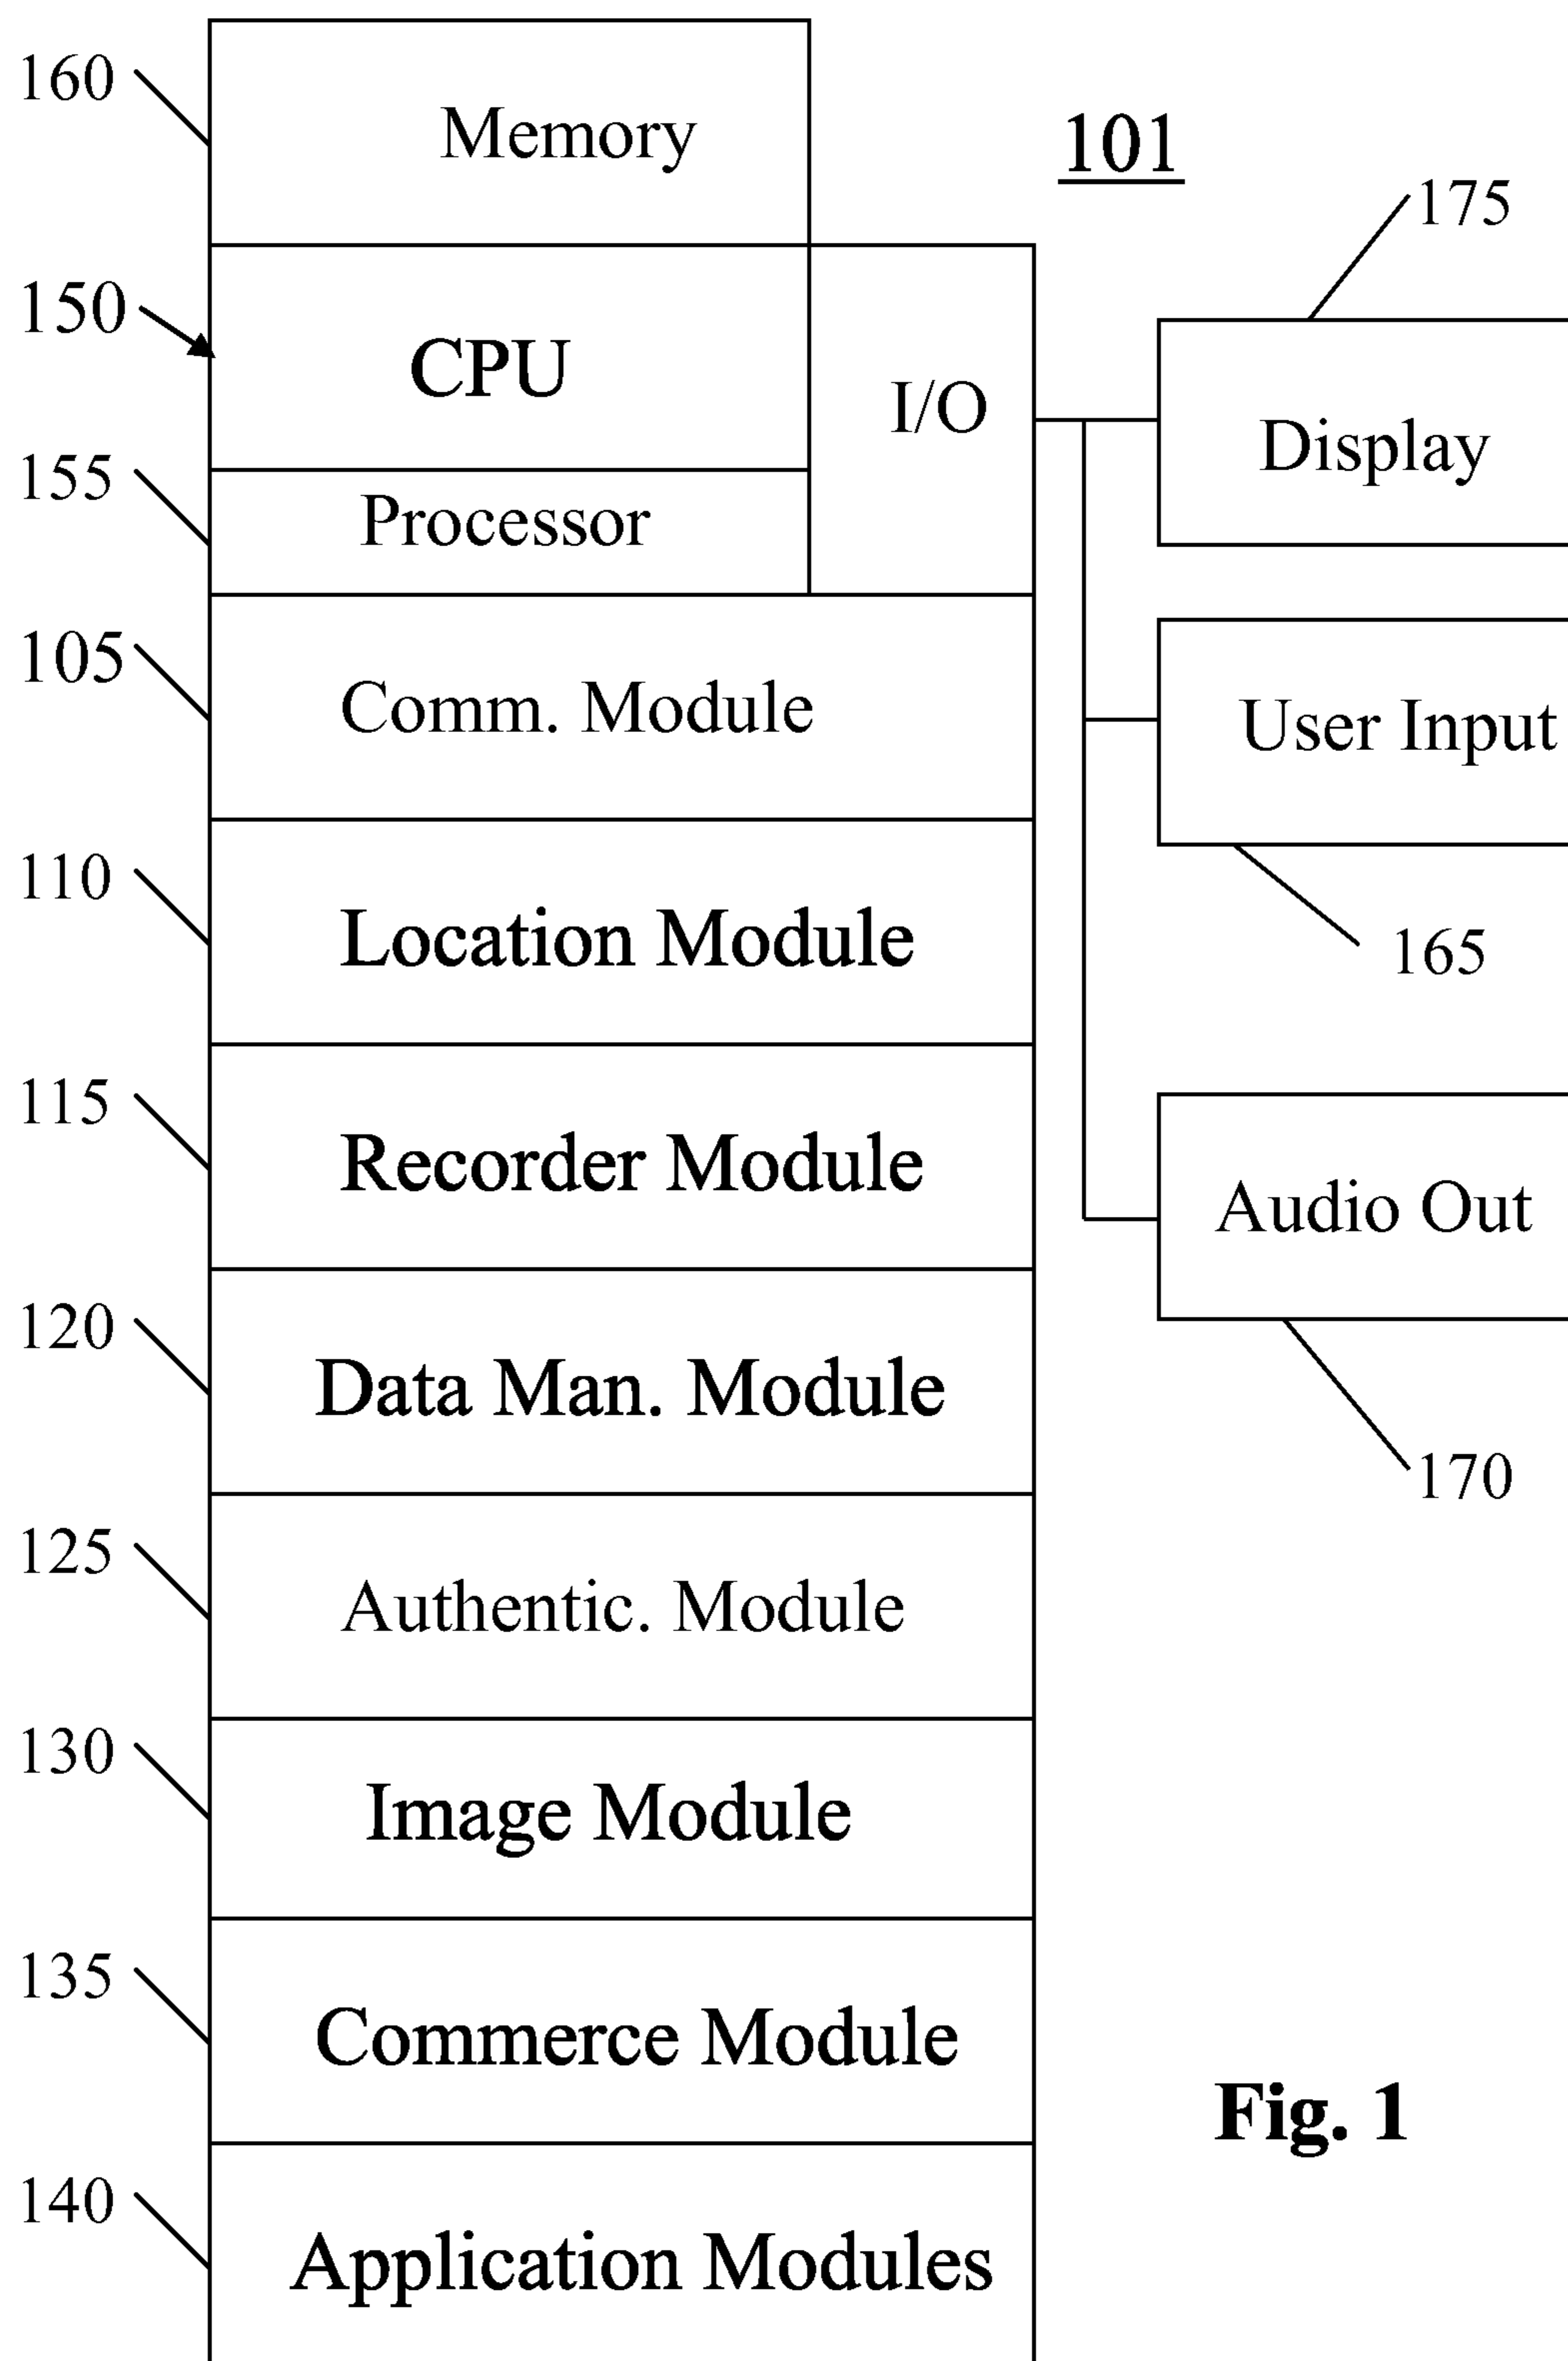 160
Memory
101
175
150
CPU
I/O
Display
155
Processor
105
Comm. Module
User Input
110
Location Module
165
115
Recorder Module
Audio Out
120
Data Man. Module
170
125
Authentic. Module
130
Image Module
135
Commerce Module
Fig. 1
140
Application Modules